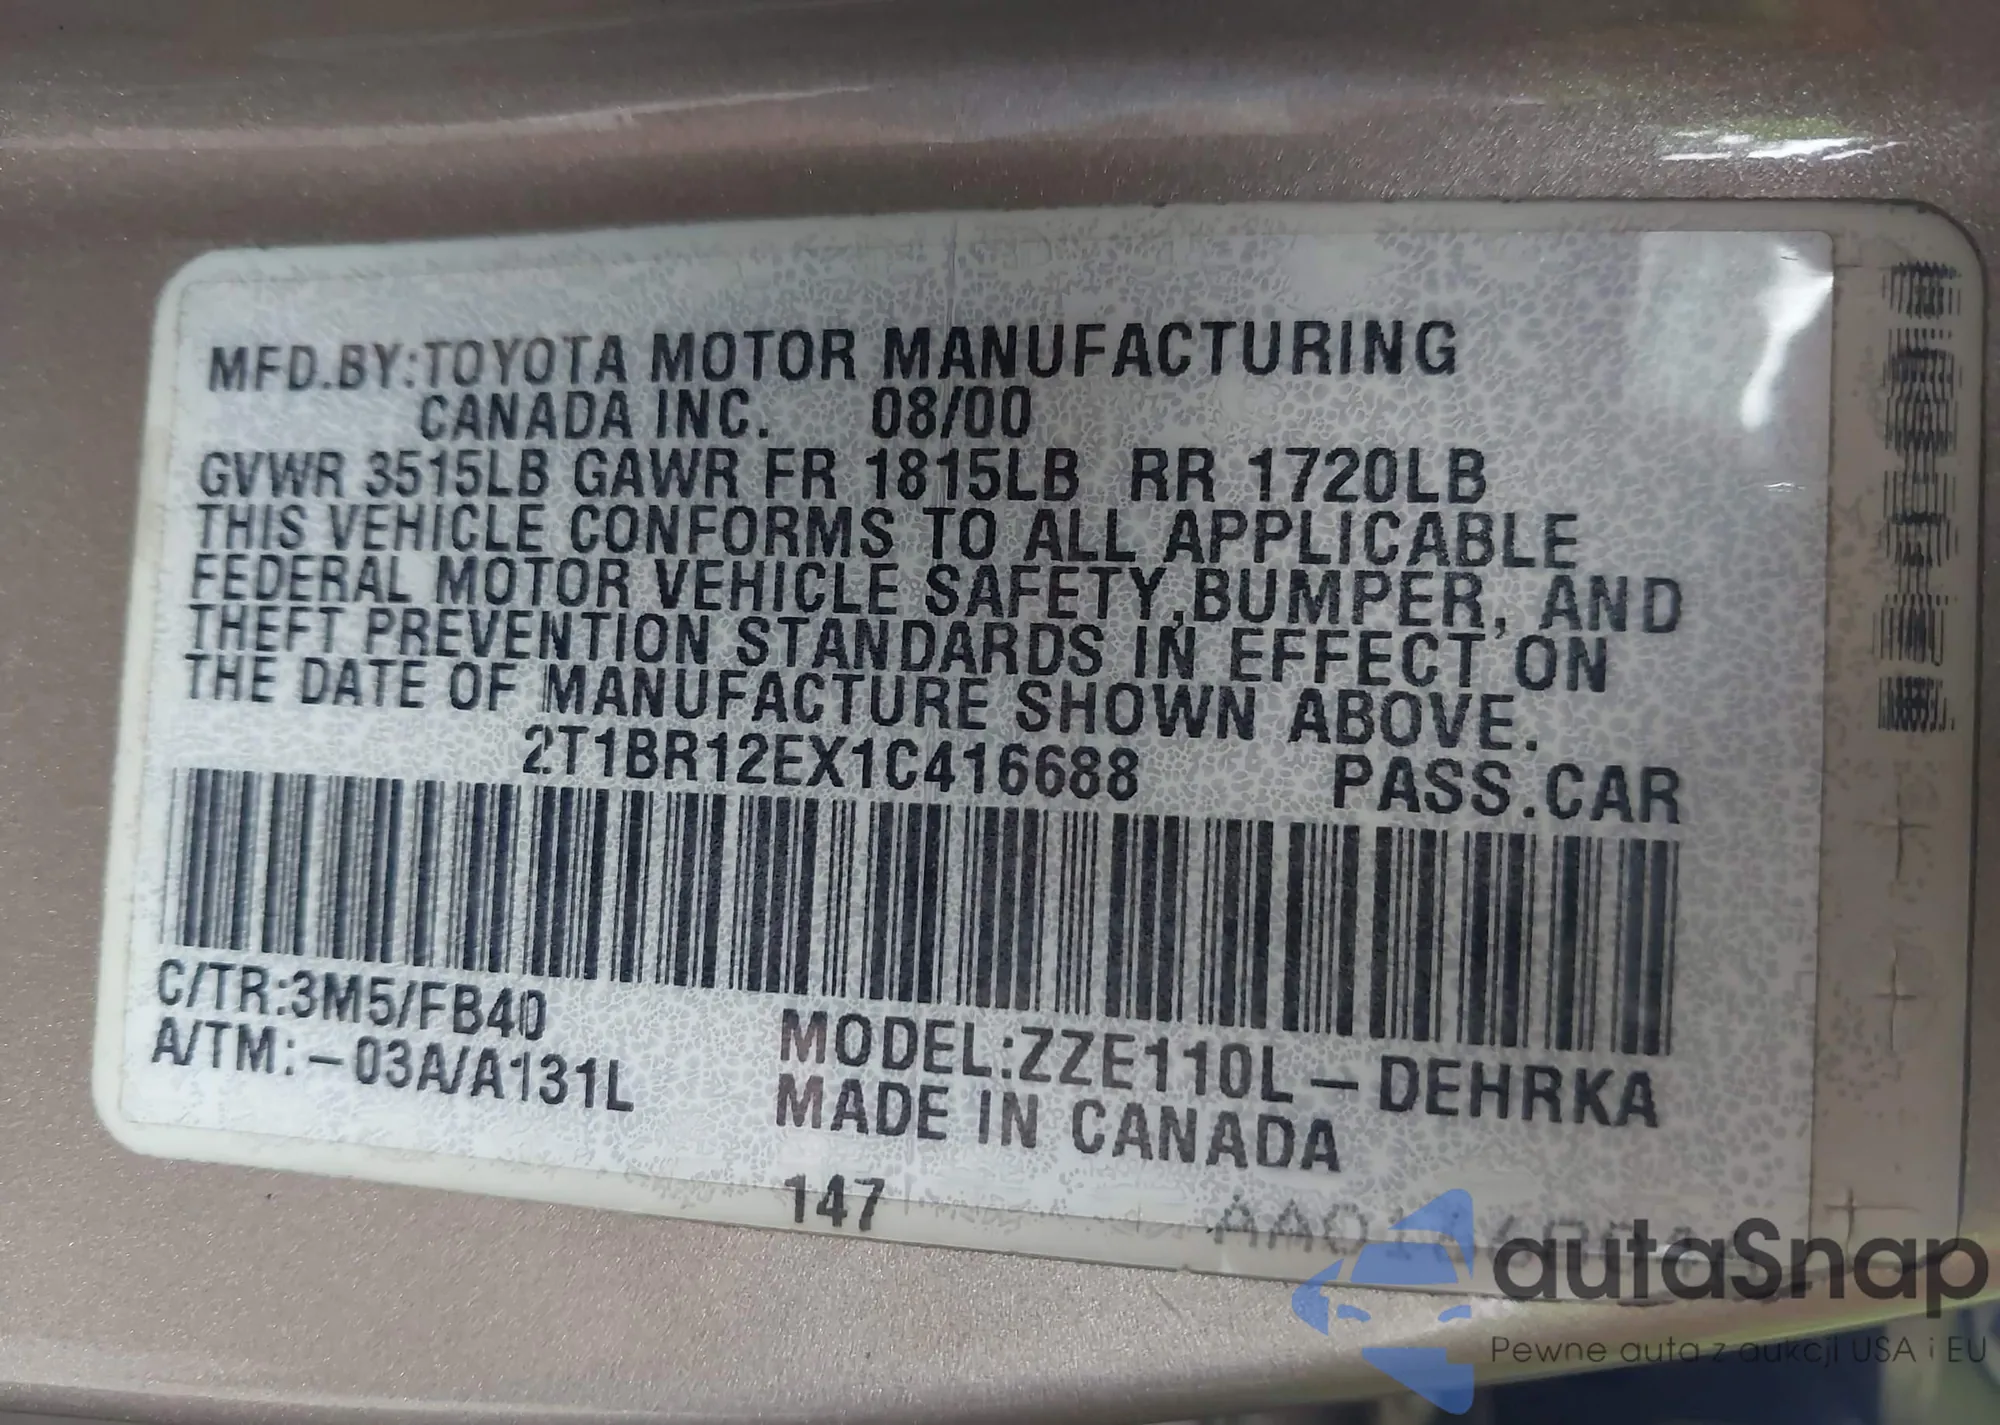 MFD.BY:TOYOTA MOTOR MANUFACTURING
CANADA INC. 08/00
GVWR 3515LB GAWR FR 1815LB RR 1720LB
THIS VEHICLE CONFORMS TO ALL APPLICABLE
FEDERAL MOTOR VEHICLE SAFETY,BUMPER, AND
THEFT PREVENTION STANDARDS IN EFFECT ON
THE DATE OF MANUFACTURE SHOWN ABOVE.
2T1BR12EX1C416688 PASS.CAR
C/TR:3M5/FB40
A/TM:-03A/A131L
MODEL:ZZE110L-DEHRKA
MADE IN CANADA
147
autaSnap
Pewne auta z aukcji USA i EU